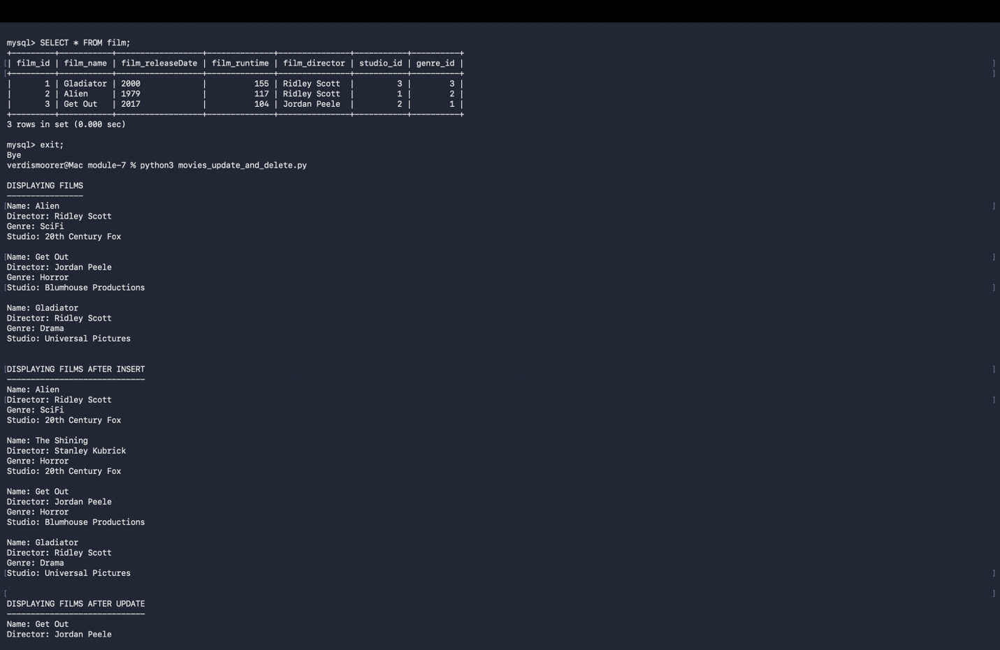 mysql> SELECT * FROM film;
+---------+-----------+------------------+--------------+---------------+-----------+----------+
| film_id | film_name | film_releaseDate | film_runtime | film_director | studio_id | genre_id |
+---------+-----------+------------------+--------------+---------------+-----------+----------+
|       1 | Gladiator | 2000             |          155 | Ridley Scott  |         3 |        3 |
|       2 | Alien     | 1979             |          117 | Ridley Scott  |         1 |        2 |
|       3 | Get Out   | 2017             |          104 | Jordan Peele  |         2 |        1 |
+---------+-----------+------------------+--------------+---------------+-----------+----------+
3 rows in set (0.000 sec)

mysql> exit;
Bye
verdismoorer@Mac module-7 % python3 movies_update_and_delete.py

DISPLAYING FILMS
----------------
Name: Alien
Director: Ridley Scott
Genre: SciFi
Studio: 20th Century Fox

Name: Get Out
Director: Jordan Peele
Genre: Horror
Studio: Blumhouse Productions

Name: Gladiator
Director: Ridley Scott
Genre: Drama
Studio: Universal Pictures

DISPLAYING FILMS AFTER INSERT
-----------------------------
Name: Alien
Director: Ridley Scott
Genre: SciFi
Studio: 20th Century Fox

Name: The Shining
Director: Stanley Kubrick
Genre: Horror
Studio: 20th Century Fox

Name: Get Out
Director: Jordan Peele
Genre: Horror
Studio: Blumhouse Productions

Name: Gladiator
Director: Ridley Scott
Genre: Drama
Studio: Universal Pictures

DISPLAYING FILMS AFTER UPDATE
-----------------------------
Name: Get Out
Director: Jordan Peele